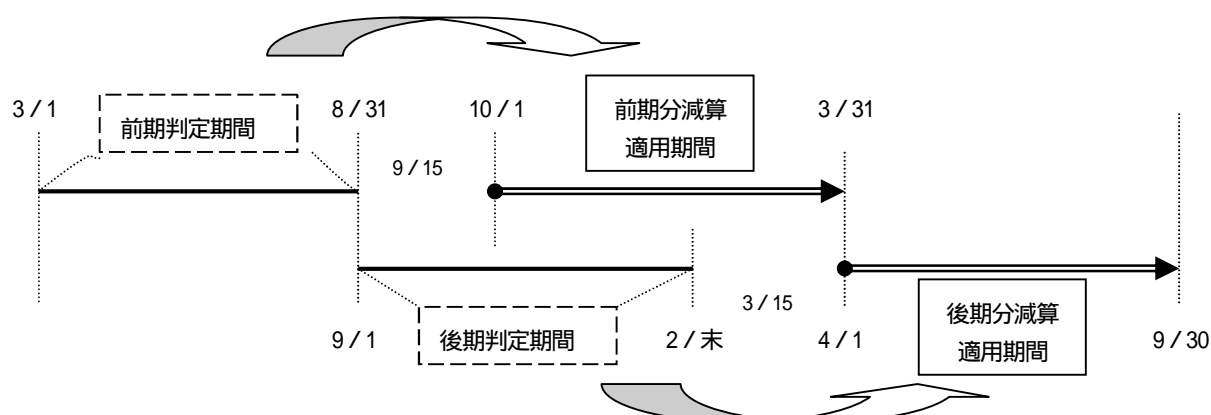 3/1
前期判定期間
8/31
9/15
10/1
前期分減算
適用期間
3/31
9/1
後期判定期間
2/末
3/15
4/1
後期分減算
適用期間
9/30